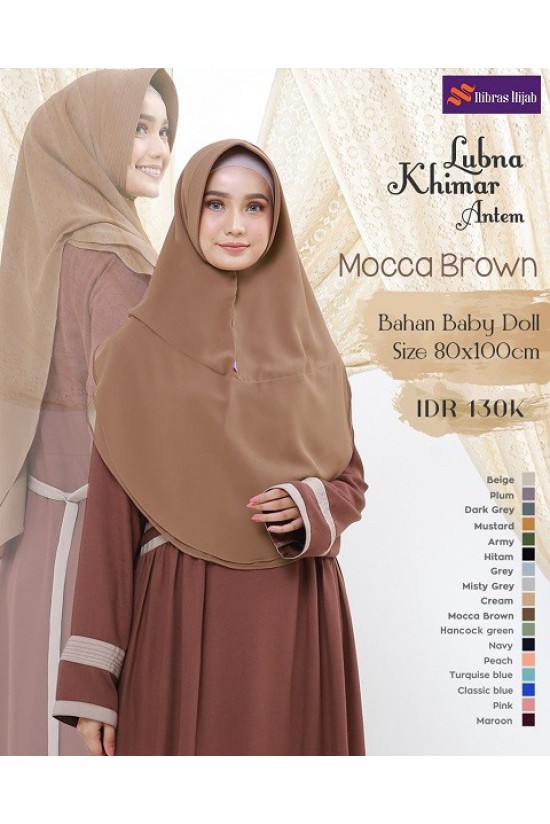 Nibras Hijab
Lubna
Khimar
Antem
Mocca Brown
Bahan Baby Doll
Size 80x100cm
IDR 130K
Beige
Plum
Dark Grey
Mustard
Army
Hitam
Grey
Misty Grey
Cream
Mocca Brown
Hancock green
Navy
Peach
Turquise blue
Classic blue
Pink
Maroon